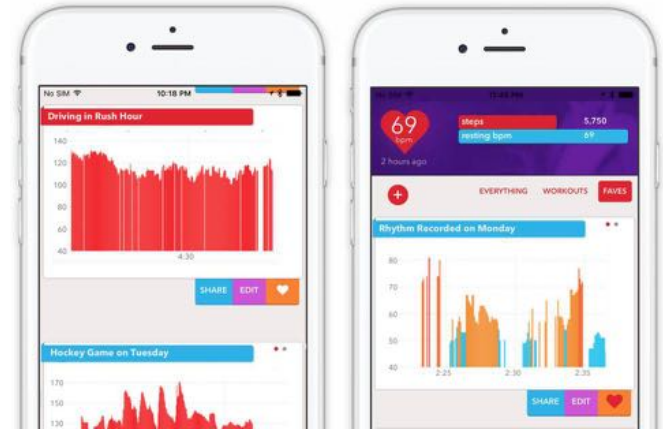 No SIM
10:18 PM
Driving in Rush Hour
140
120
100
80
60
40
4:30
SHARE
EDIT
Hockey Game on Tuesday
170
150
130
69
bpm
2 hours ago
steps
5,750
resting bpm
69
EVERYTHING
WORKOUTS
FAVES
Rhythm Recorded on Monday
80
70
60
50
40
2:25
2:30
2:35
SHARE
EDIT